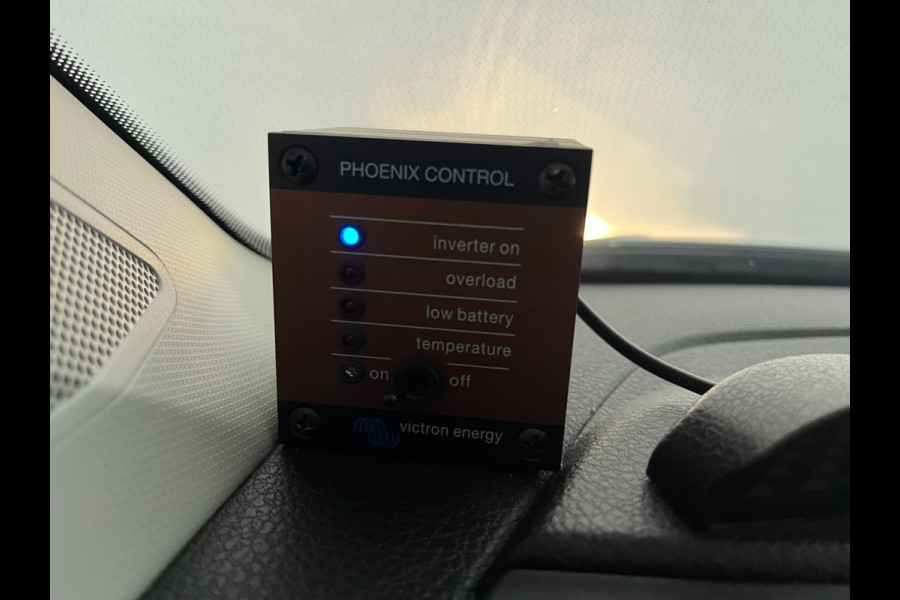 PHOENIX CONTROL
inverter on
overload
low battery
temperature
on off
victron energy